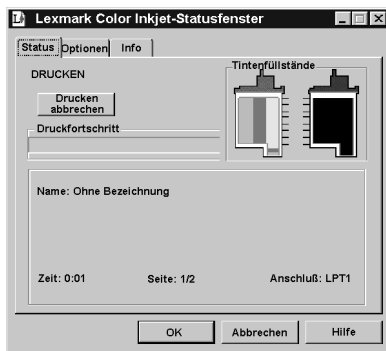 Lexmark Color Inkjet-Statusfenster
Status Optionen Info
DRUCKEN
Drucken
abbrechen
Druckfortschritt
Tintenfüllstände
Name: Ohne Bezeichnung
Zeit: 0:01 Seite: 1/2 Anschluß: LPT1
OK Abbrechen Hilfe